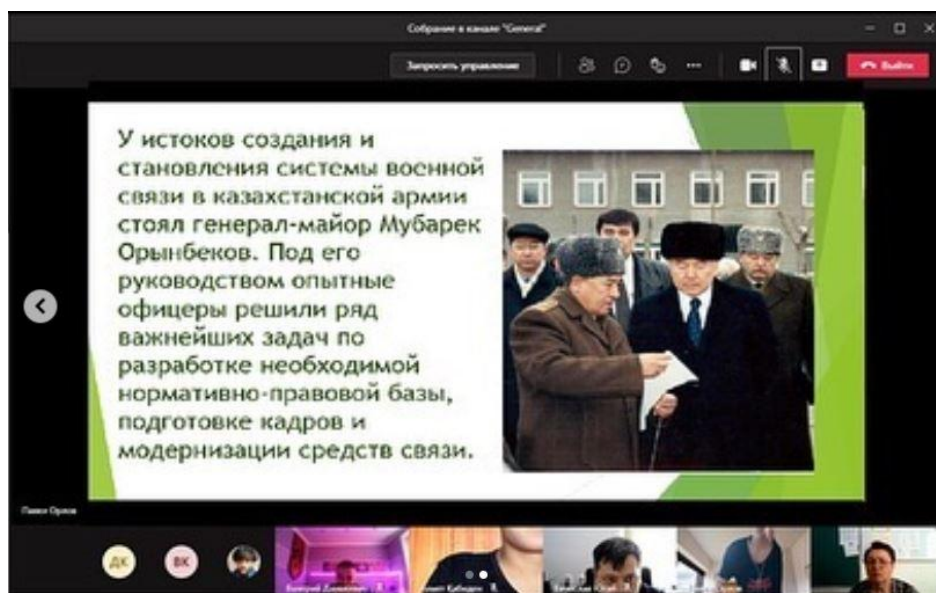 Собрание в канале "General"
Запросить управление
Выйти
У истоков создания и
становления системы военной
связи в казахстанской армии
стоял генерал-майор Мубарек
Орынбеков. Под его
руководством опытные
офицеры решили ряд
важнейших задач по
разработке необходимой
нормативно-правовой базы,
подготовке кадров и
модернизации средств связи.
Павел Орлов
ДК
ВК